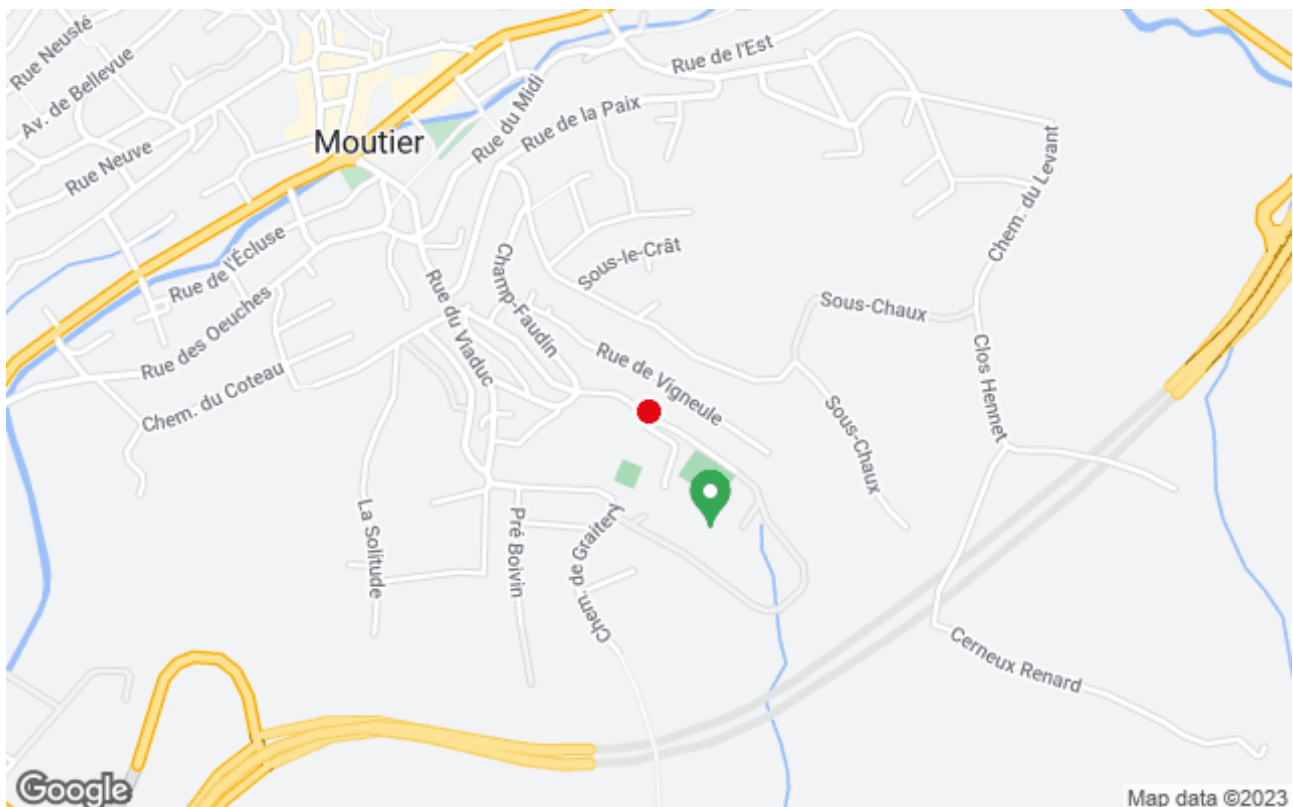 Rue Neusté
Av. de Bellevue
Rue Neuve
Moutier
Rue du Midi
Rue de l'Est
Rue de la Paix
Chem. du Levant
Rue de l'Écluse
Rue des Oeuches
Chem. du Coteau
Rue du Viaduc
Champ-Faudin
Sous-le-Crât
Rue de Vigneule
Sous-Chaux
Sous-Chaux
Clos Hennet
La Solitude
Pré Boivin
Chem. de Graitery
Cerneux Renard
Google
Map data ©2023